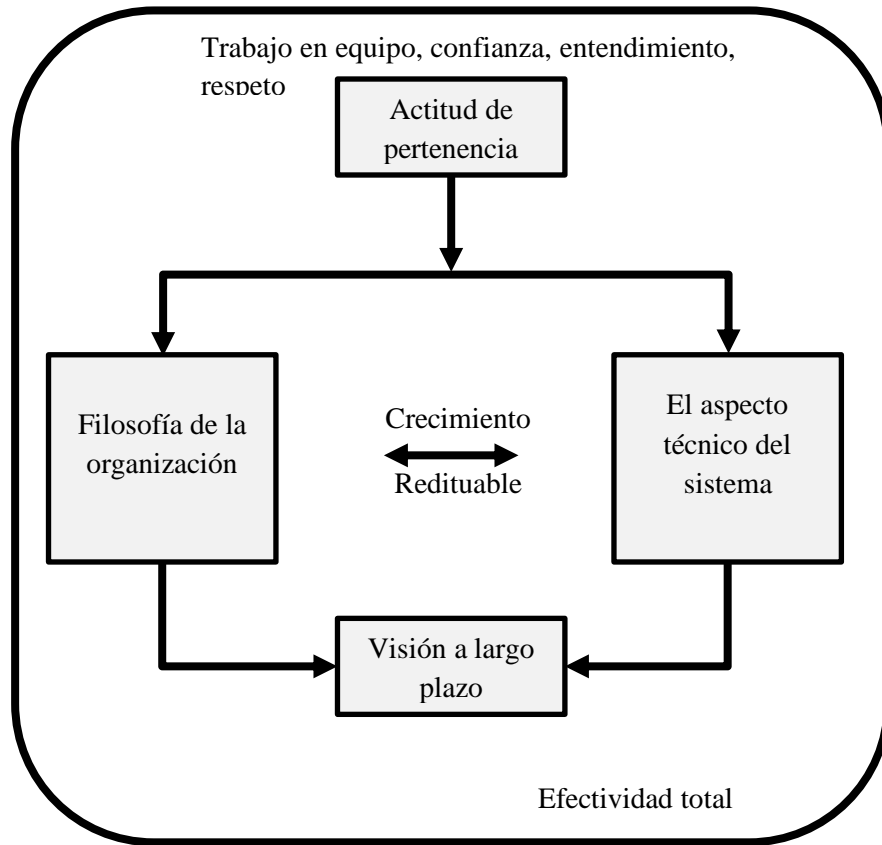 Trabajo en equipo, confianza, entendimiento,
respeto
Actitud de
pertenencia
Filosofía de la
organización
Crecimiento
Redituable
El aspecto
técnico del
sistema
Visión a largo
plazo
Efectividad total